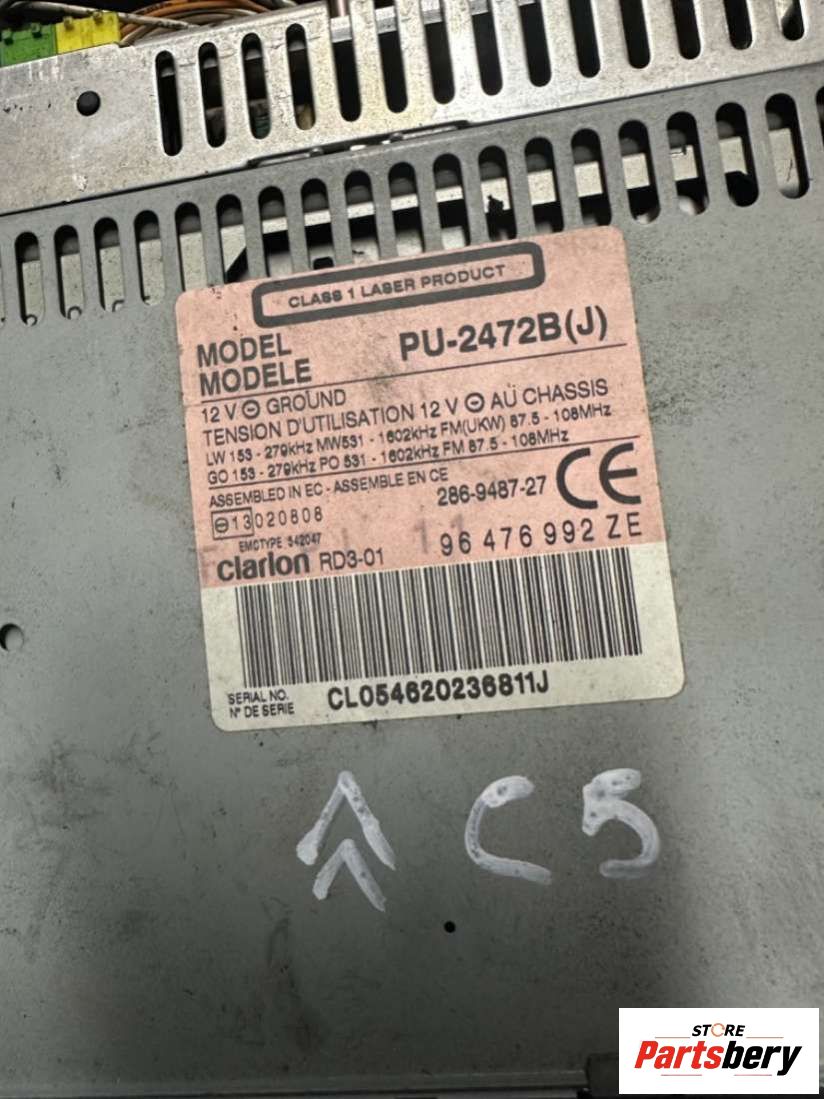 CLASS 1 LASER PRODUCT
MODEL
MODELE
PU-2472B(J)
12 V ⊖ GROUND
TENSION D'UTILISATION 12 V ⊖ AU CHASSIS
LW 153 - 279kHz MW531 - 1602kHz FM(UKW) 87.5 - 108MHz
GO 153 - 279kHz PO 531 - 1602kHz FM 87.5 - 108MHz
ASSEMBLED IN EC - ASSEMBLE EN CE
286-9487-27 CE
⊖13 020808
EMCTYPE 342047
clarion RD3-01
96 476 992 ZE
SERIAL NO.
N° DE SERIE
CL054620236811J
C5
STORE
Partsbery